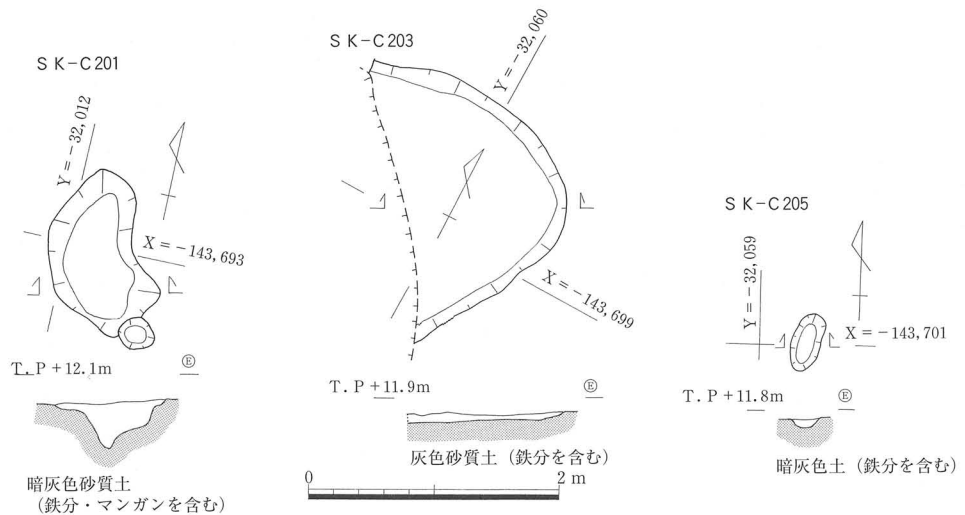 SK-C201
Y=-32,012
X=-143,693
T.P+12.1m
Ⓔ
暗灰色砂質土
(鉄分・マンガンを含む)
SK-C203
Y=-32,060
X=-143,699
T.P+11.9m
Ⓔ
灰色砂質土(鉄分を含む)
0 2m
SK-C205
Y=-32,059
X=-143,701
T.P+11.8m
Ⓔ
暗灰色土(鉄分を含む)